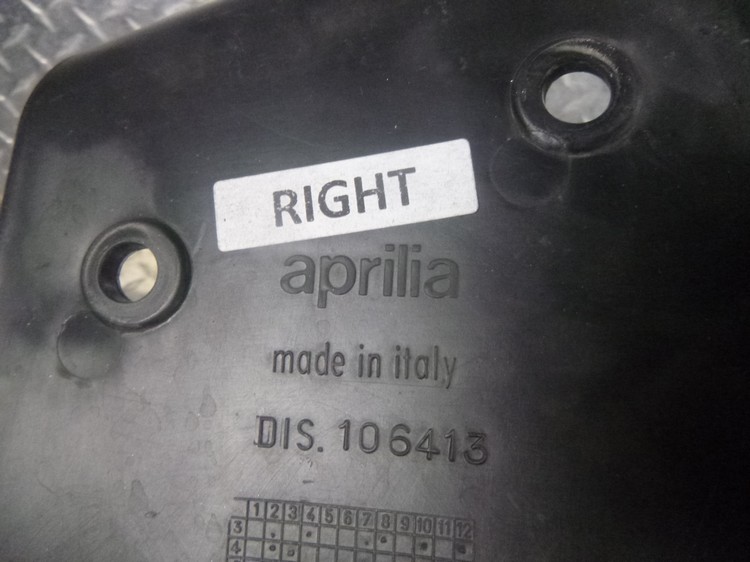 RIGHT
aprilia
made in italy
DIS. 106413
1 2 3 4 5 6 7 8 9 10 11 12
3
4